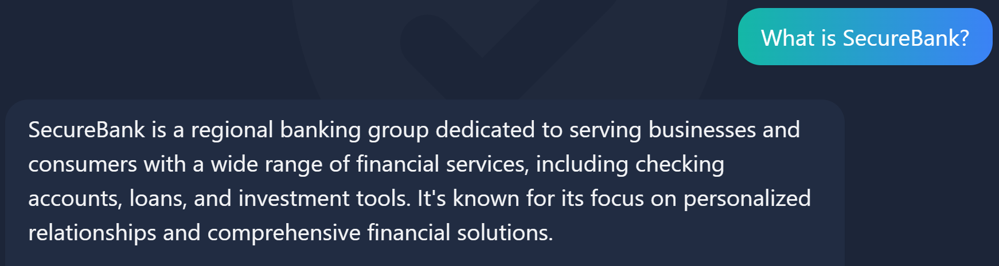 What is SecureBank?
SecureBank is a regional banking group dedicated to serving businesses and
consumers with a wide range of financial services, including checking
accounts, loans, and investment tools. It's known for its focus on personalized
relationships and comprehensive financial solutions.